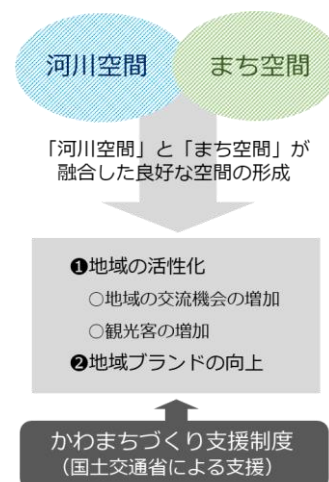 河川空間
まち空間
「河川空間」と「まち空間」が
融合した良好な空間の形成
❶地域の活性化
○地域の交流機会の増加
○観光客の増加
❷地域ブランドの向上
かわまちづくり支援制度
（国土交通省による支援）